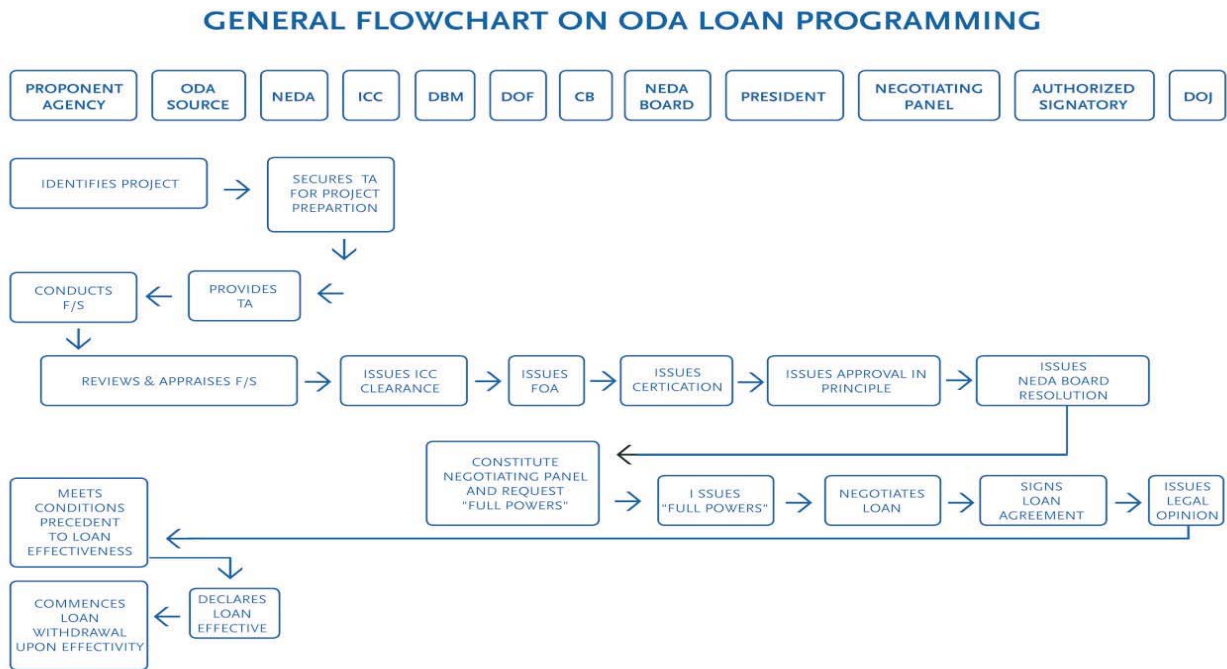 GENERAL FLOWCHART ON ODA LOAN PROGRAMMING
PROPONENT
AGENCY
ODA
SOURCE
NEDA
ICC
DBM
DOF
CB
NEDA
BOARD
PRESIDENT
NEGOTIATING
PANEL
AUTHORIZED
SIGNATORY
DOJ
IDENTIFIES PROJECT
SECURES TA
FOR PROJECT
PREPARTION
CONDUCTS
F/S
PROVIDES
TA
REVIEWS & APPRAISES F/S
ISSUES ICC
CLEARANCE
ISSUES
FOA
ISSUES
CERTICATION
ISSUES APPROVAL IN
PRINCIPLE
ISSUES
NEDA BOARD
RESOLUTION
CONSTITUTE
NEGOTIATING PANEL
AND REQUEST
"FULL POWERS"
I SSUES
"FULL POWERS"
NEGOTIATES
LOAN
SIGNS
LOAN
AGREEMENT
ISSUES
LEGAL
OPINION
MEETS
CONDITIONS
PRECEDENT
TO LOAN
EFFECTIVENESS
DECLARES
LOAN
EFFECTIVE
COMMENCES
LOAN
WITHDRAWAL
UPON EFFECTIVITY